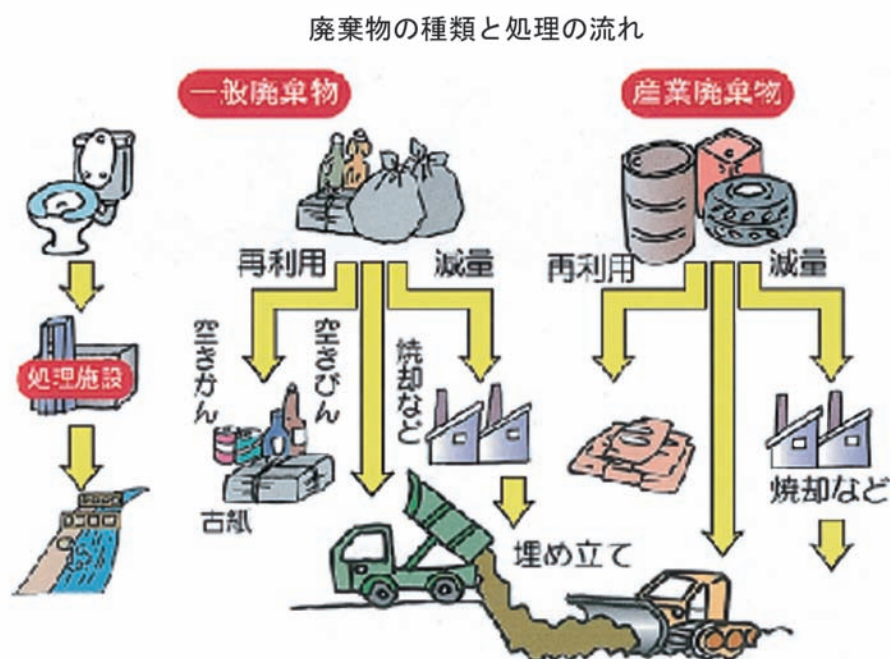 廃棄物の種類と処理の流れ
一般廃棄物
産業廃棄物
再利用
減量
再利用
減量
処理施設
空きかん
空きびん
焼却など
古紙
焼却など
埋め立て